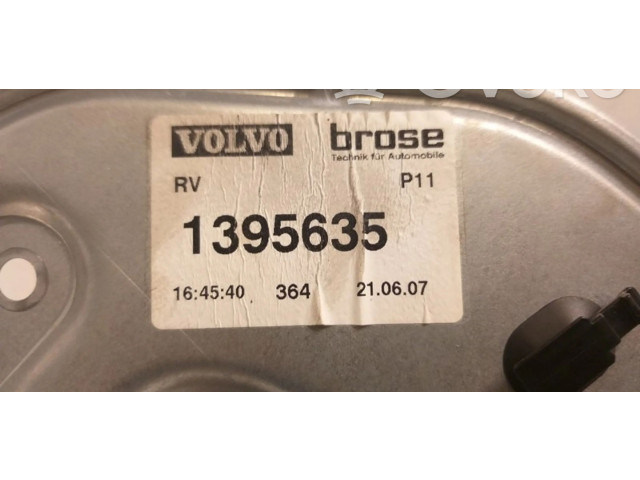 VOLVO brose
Technik für Automobile
RV P11
1395635
16:45:40 364 21.06.07